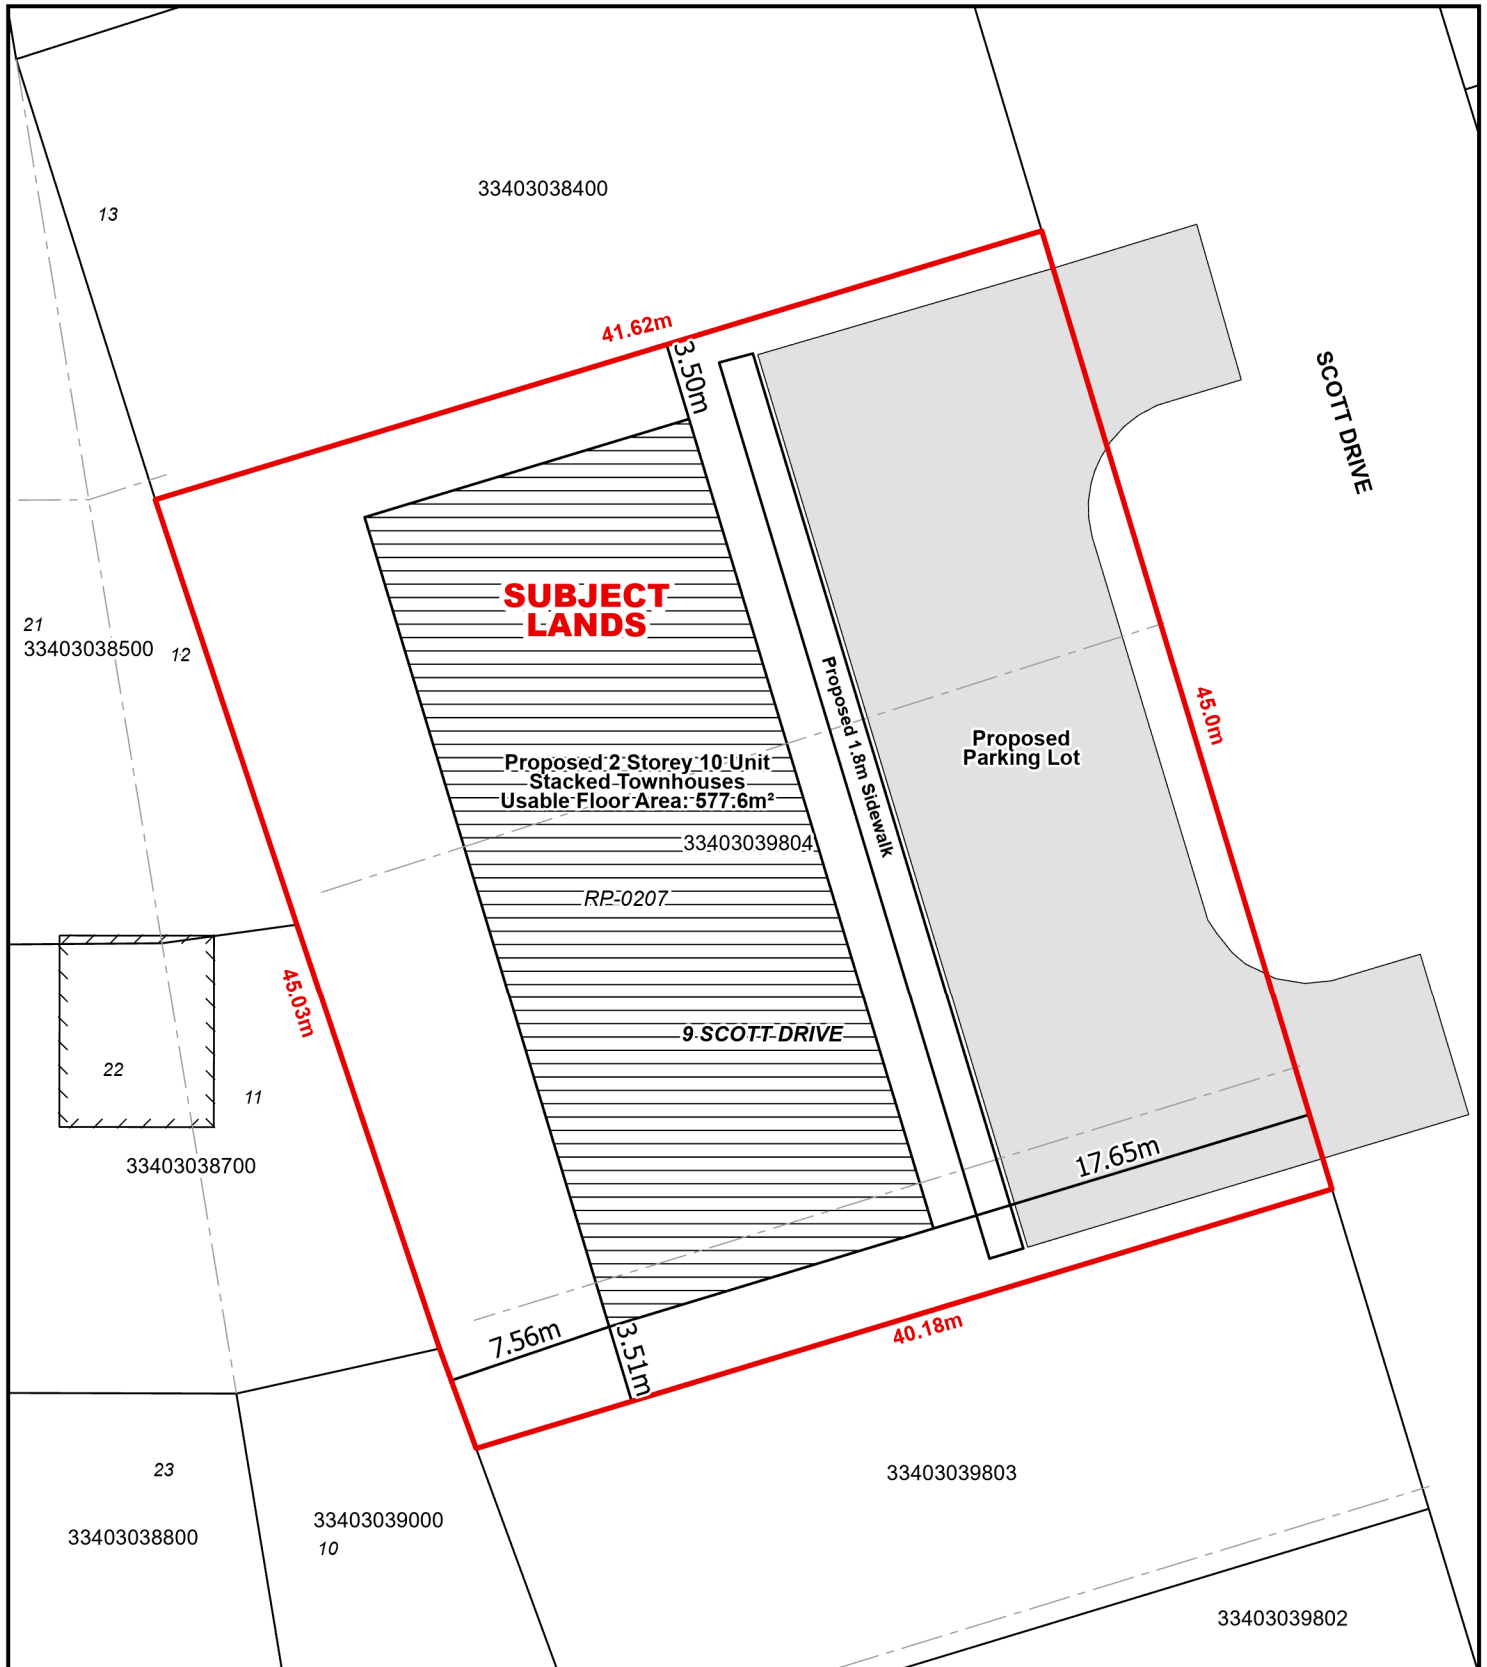 33403038400
13
41.62m
3.50m
SCOTT DRIVE
SUBJECT
LANDS
21
33403038500
12
Proposed 1.8m Sidewalk
45.0m
Proposed
Parking Lot
Proposed 2 Storey 10 Unit
Stacked Townhouses
Usable Floor Area: 577.6m²
33403039804
RP-0207
45.03m
9 SCOTT DRIVE
22
11
33403038700
17.65m
7.56m
3.51m
40.18m
23
33403038800
33403039000
10
33403039803
33403039802